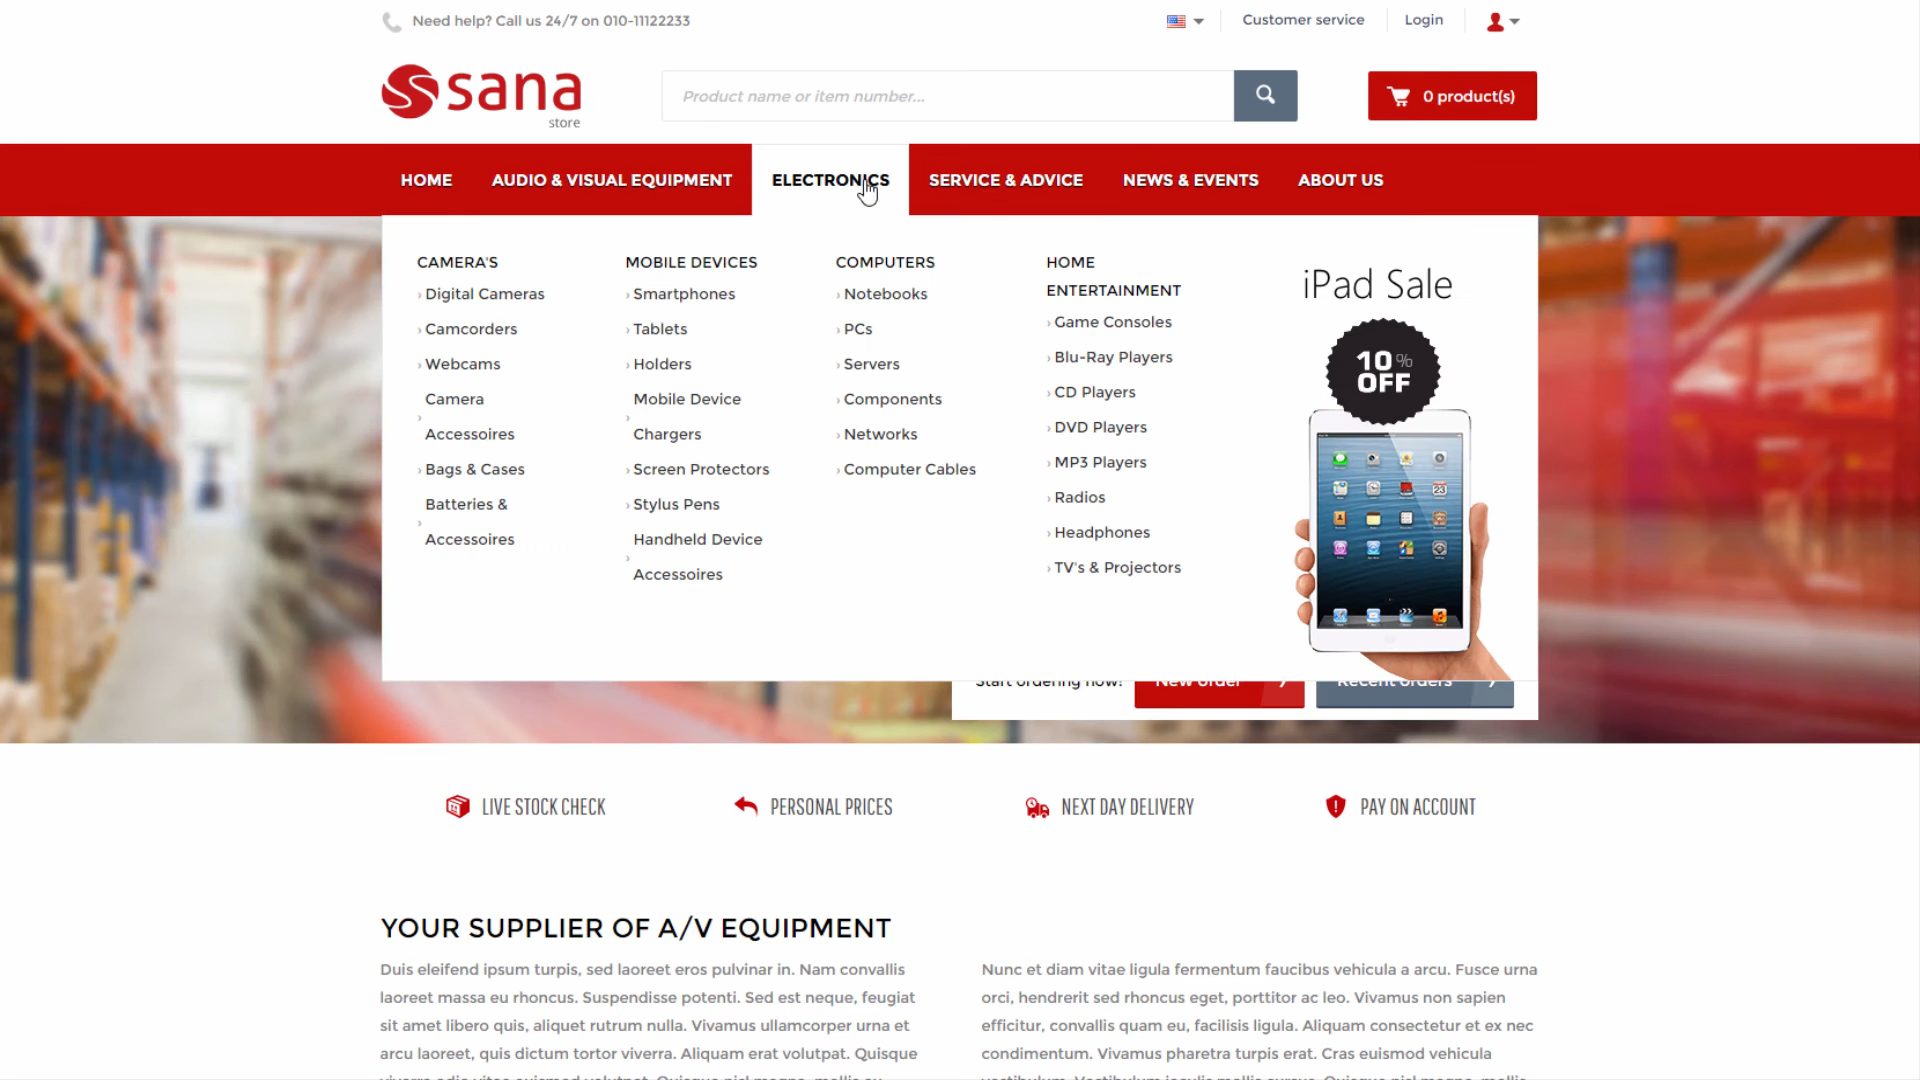 Need help? Call us 24/7 on 010-11122233
Customer service
Login
sana
store
Product name or item number...
0 product(s)
HOME
AUDIO & VISUAL EQUIPMENT
ELECTRONICS
SERVICE & ADVICE
NEWS & EVENTS
ABOUT US
CAMERA'S
Digital Cameras
Camcorders
Webcams
Camera
Accessoires
Bags & Cases
Batteries &
Accessoires
MOBILE DEVICES
Smartphones
Tablets
Holders
Mobile Device
Chargers
Screen Protectors
Stylus Pens
Handheld Device
Accessoires
COMPUTERS
Notebooks
PCs
Servers
Components
Networks
Computer Cables
HOME
ENTERTAINMENT
Game Consoles
Blu-Ray Players
CD Players
DVD Players
MP3 Players
Radios
Headphones
TV's & Projectors
iPad Sale
10%
OFF
Start ordering now!
New order
Recent orders
LIVE STOCK CHECK
PERSONAL PRICES
NEXT DAY DELIVERY
PAY ON ACCOUNT
YOUR SUPPLIER OF A/V EQUIPMENT
Duis eleifend ipsum turpis, sed laoreet eros pulvinar in. Nam convallis
laoreet massa eu rhoncus. Suspendisse potenti. Sed est neque, feugiat
sit amet libero quis, aliquet rutrum nulla. Vivamus ullamcorper urna et
arcu laoreet, quis dictum tortor viverra. Aliquam erat volutpat. Quisque
Nunc et diam vitae ligula fermentum faucibus vehicula a arcu. Fusce urna
orci, hendrerit sed rhoncus eget, porttitor ac leo. Vivamus non sapien
efficitur, convallis quam eu, facilisis ligula. Aliquam consectetur et ex nec
condimentum. Vivamus pharetra turpis erat. Cras euismod vehicula